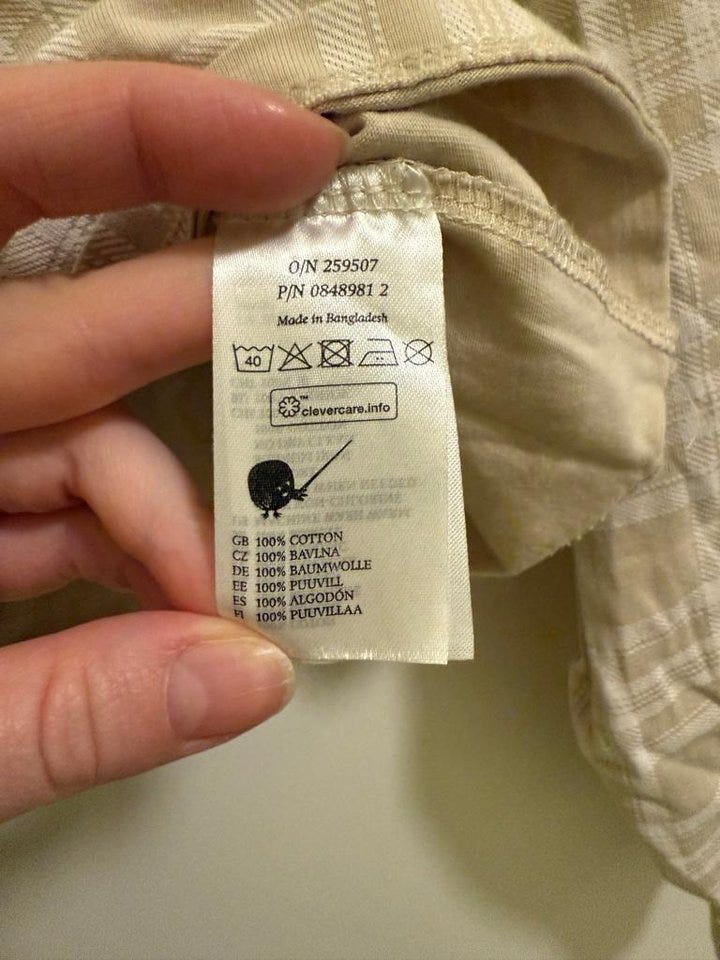 O/N 259507
P/N 0848981 2
Made in Bangladesh
40
™
clevercare.info
GB 100% COTTON
CZ 100% BAVLNA
DE 100% BAUMWOLLE
EE 100% PUUVILL
ES 100% ALGODÓN
FI 100% PUUVILLAA